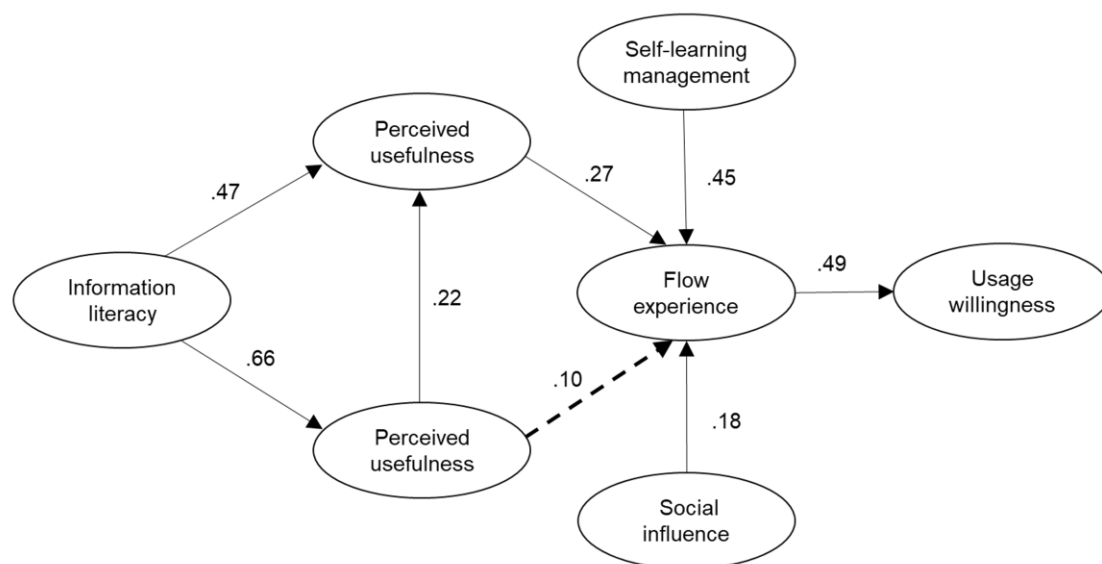 Self-learning
management
Perceived
usefulness
.47
.27
.45
Information
literacy
.22
Flow
experience
.49
Usage
willingness
.66
.10
.18
Perceived
usefulness
Social
influence